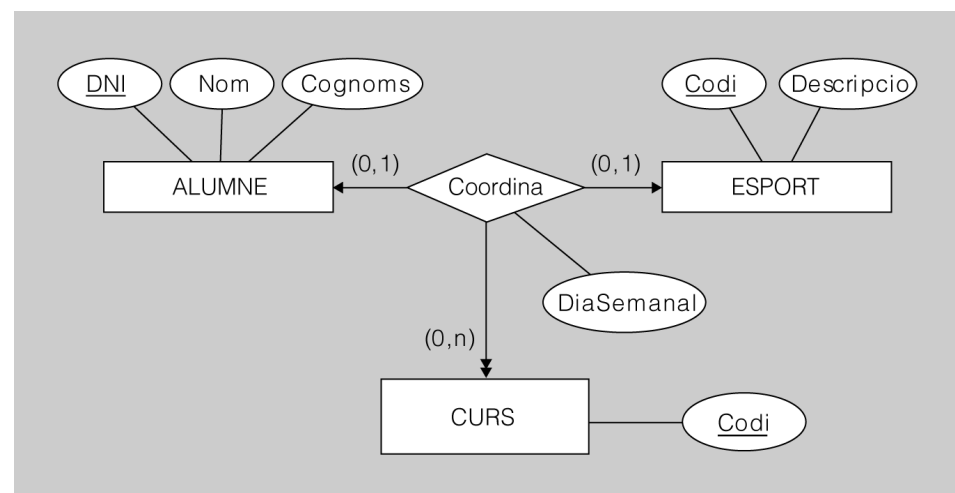 DNI
Nom
Cognoms
Codi
Descripcio
(0,1)
(0,1)
ALUMNE
Coordina
ESPORT
DiaSemanal
(0,n)
CURS
Codi